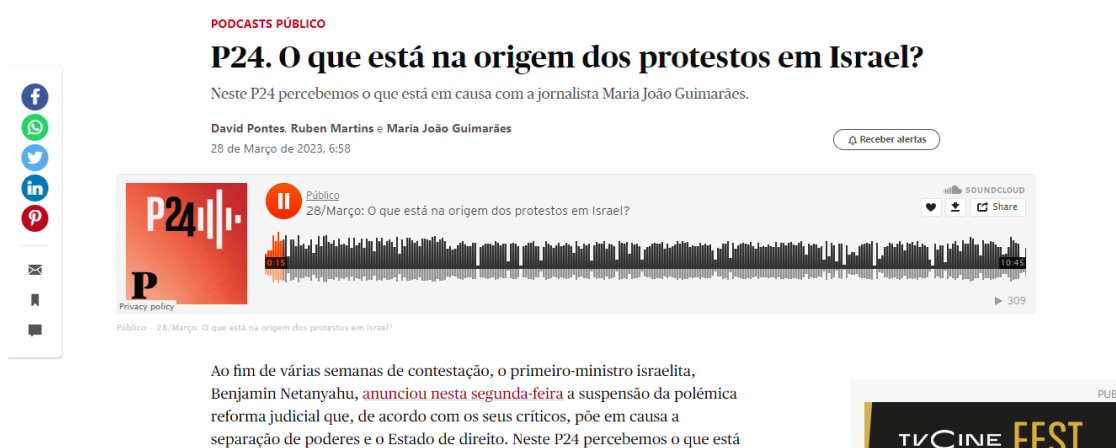 PODCASTS PÚBLICO
P24. O que está na origem dos protestos em Israel?
Neste P24 percebemos o que está em causa com a jornalista Maria João Guimarães.
David Pontes, Ruben Martins e Maria João Guimarães
28 de Março de 2023, 6:58
Receber alertas
P24
P
Privacy policy
Público
28/Março: O que está na origem dos protestos em Israel?
SOUNDCLOUD
Share
0:15
10:45
309
Público · 28/Março: O que está na origem dos protestos em Israel?
Ao fim de várias semanas de contestação, o primeiro-ministro israelita,
Benjamin Netanyahu, anunciou nesta segunda-feira a suspensão da polémica
reforma judicial que, de acordo com os seus críticos, põe em causa a
separação de poderes e o Estado de direito. Neste P24 percebemos o que está
PUB
TVCINE FEST